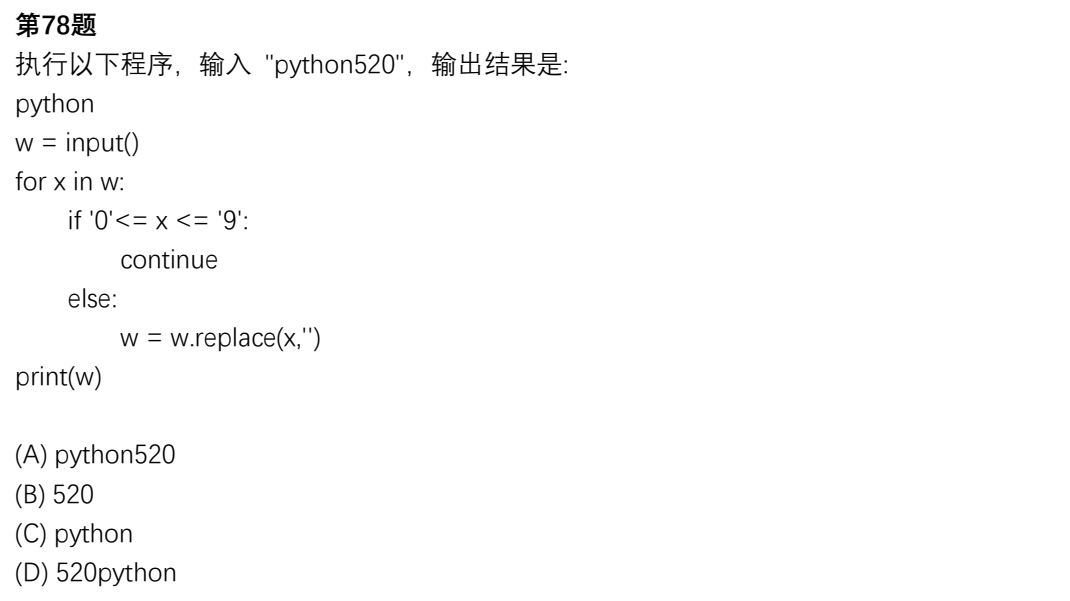 第78题
执行以下程序，输入 "python520"，输出结果是:
python
w = input()
for x in w:
    if '0'<= x <= '9':
        continue
    else:
        w = w.replace(x,'')
print(w)
(A) python520
(B) 520
(C) python
(D) 520python